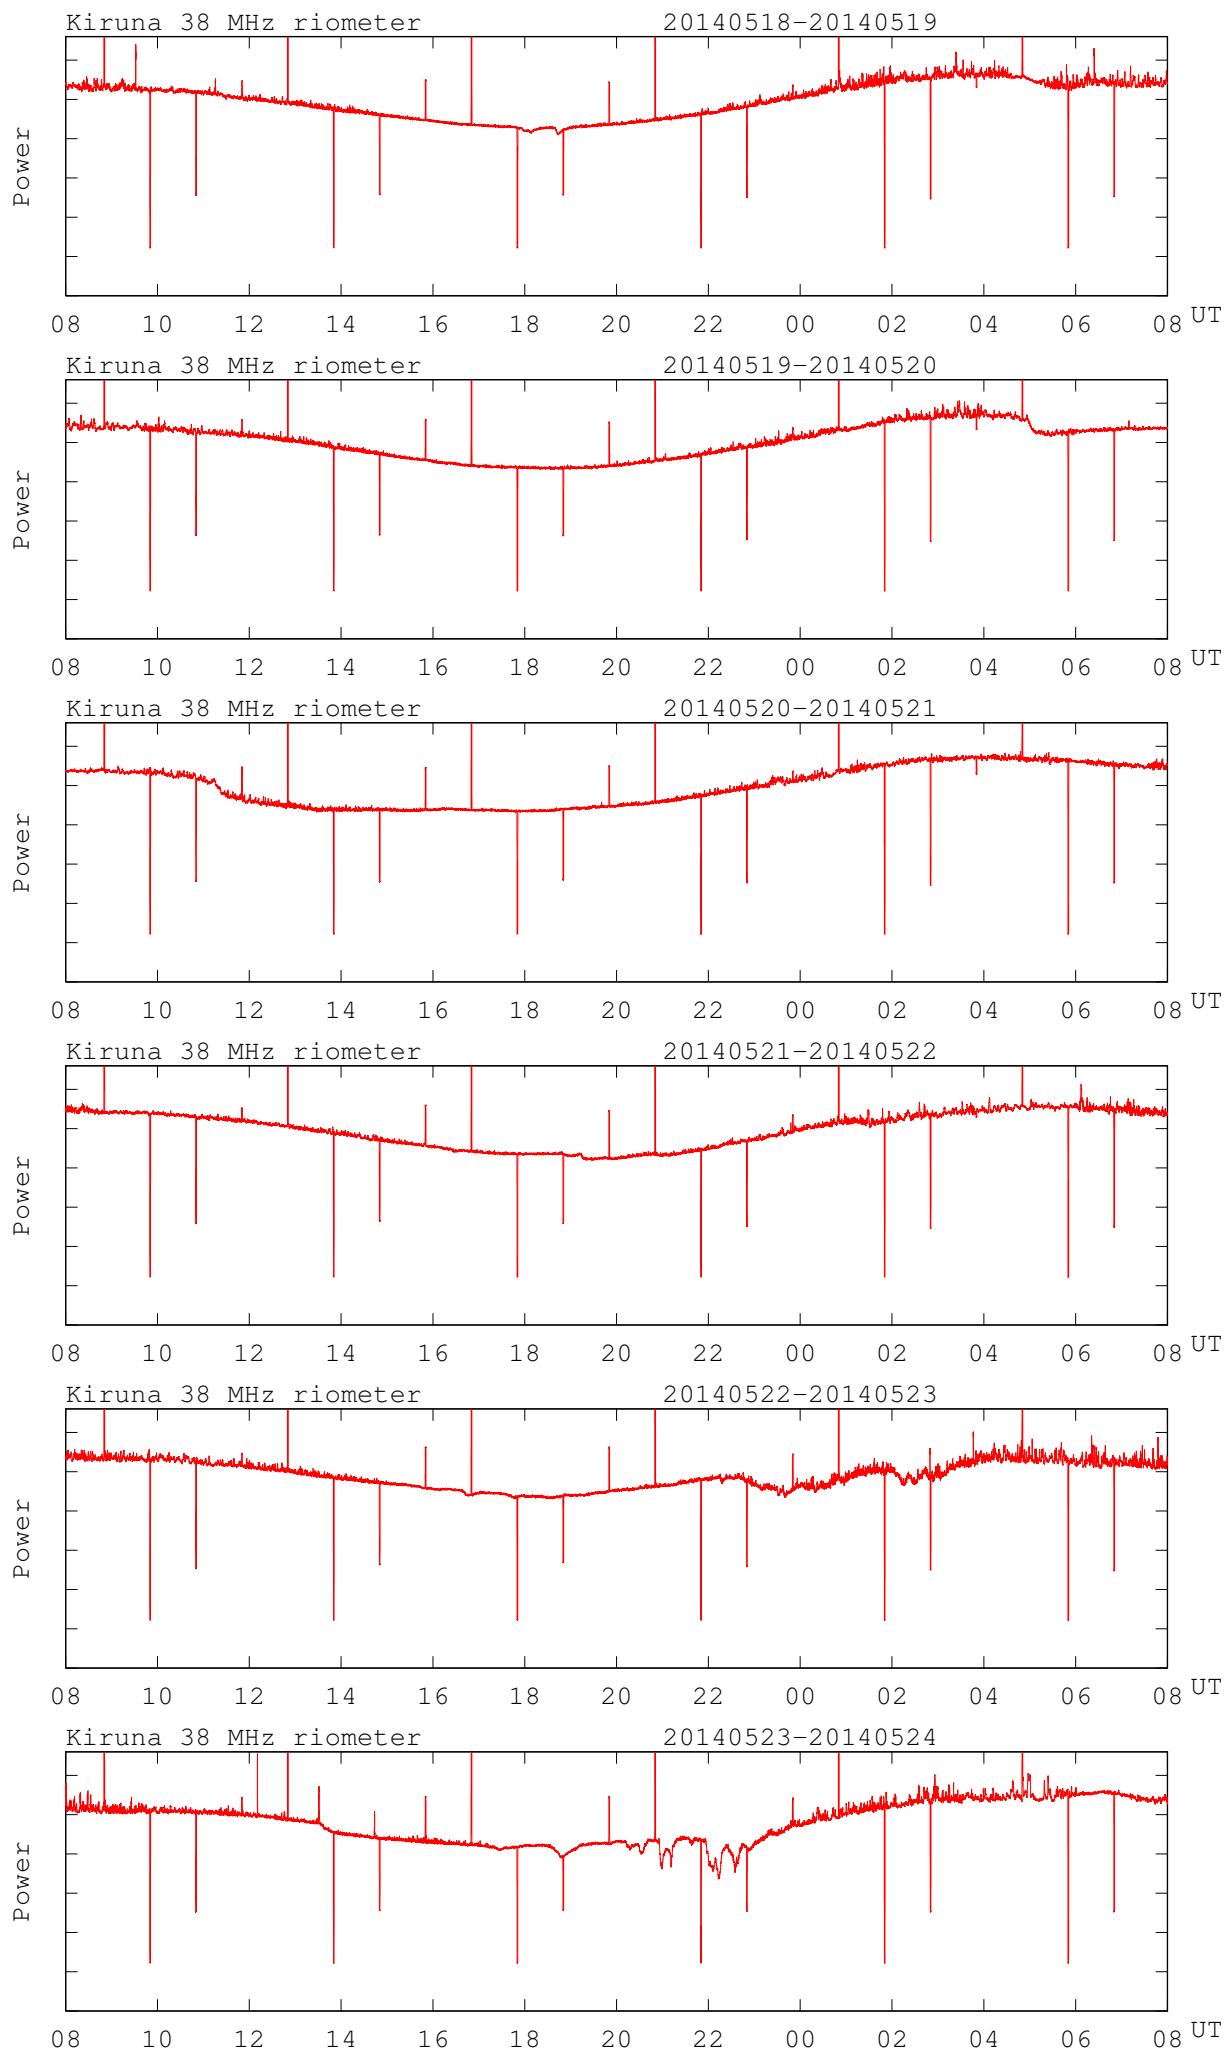 Kiruna 38 MHz riometer 20140518-20140519
Power
08 10 12 14 16 18 20 22 00 02 04 06 08 UT
Kiruna 38 MHz riometer 20140519-20140520
Power
08 10 12 14 16 18 20 22 00 02 04 06 08 UT
Kiruna 38 MHz riometer 20140520-20140521
Power
08 10 12 14 16 18 20 22 00 02 04 06 08 UT
Kiruna 38 MHz riometer 20140521-20140522
Power
08 10 12 14 16 18 20 22 00 02 04 06 08 UT
Kiruna 38 MHz riometer 20140522-20140523
Power
08 10 12 14 16 18 20 22 00 02 04 06 08 UT
Kiruna 38 MHz riometer 20140523-20140524
Power
08 10 12 14 16 18 20 22 00 02 04 06 08 UT